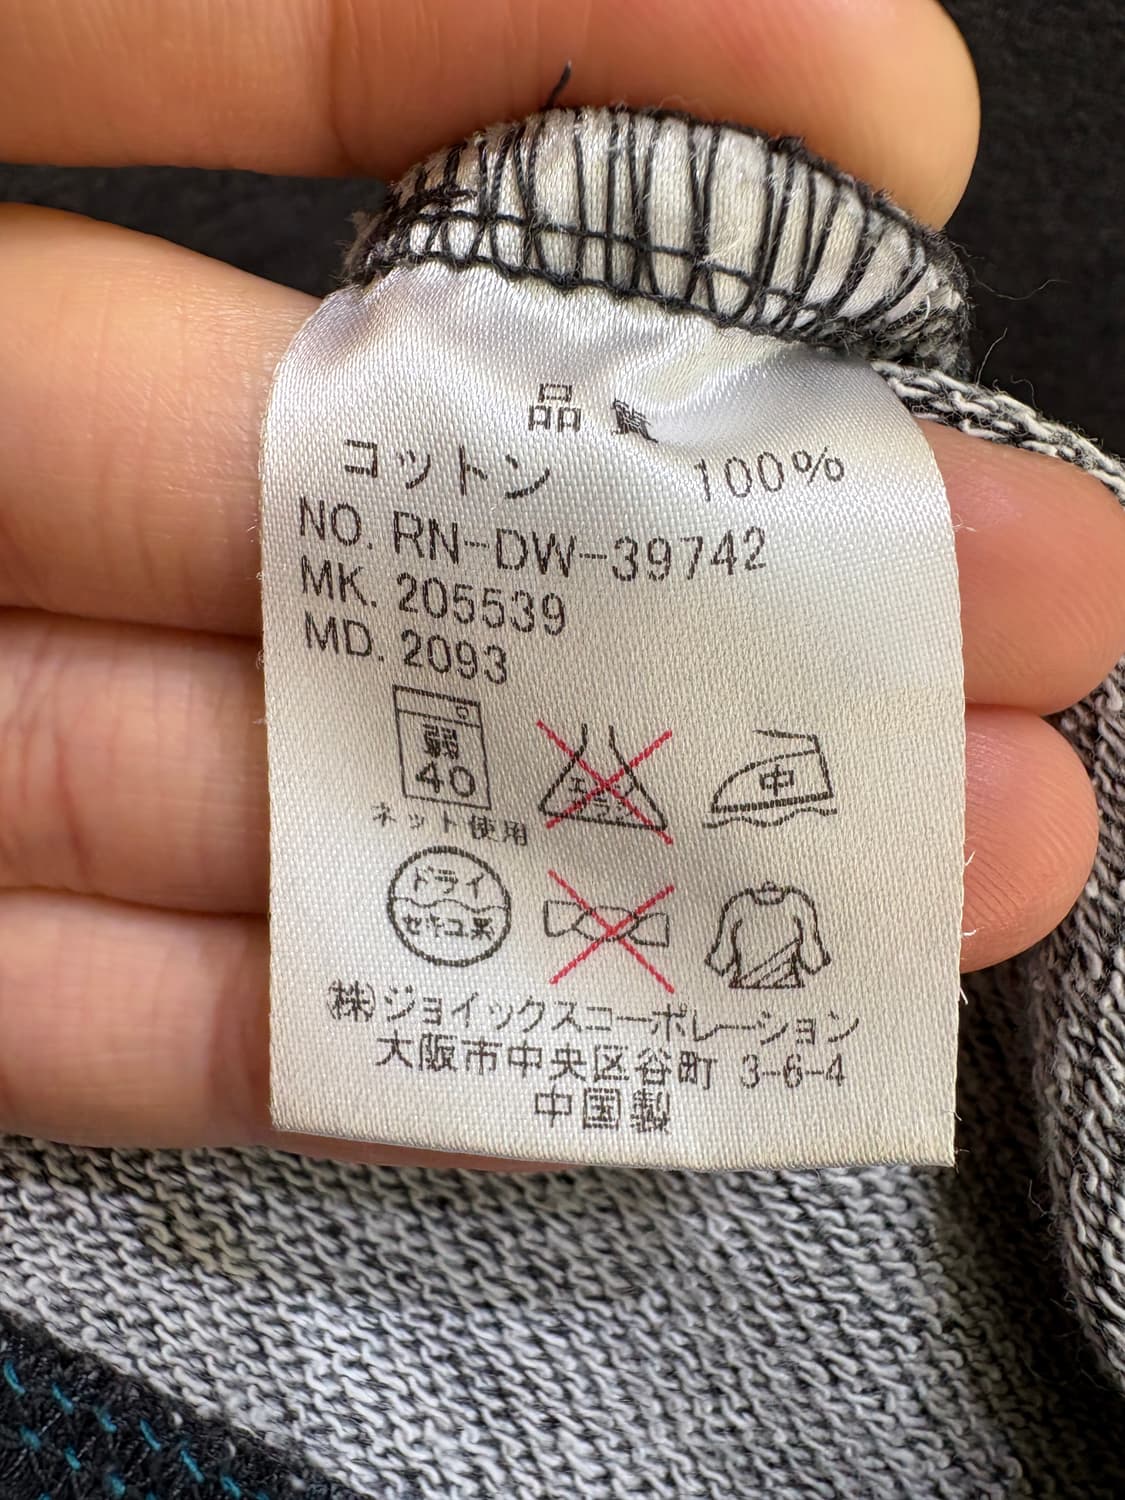 品質
コットン 100%
NO. RN-DW-39742
MK. 205539
MD. 2093
弱
40
エンソ
中
ネット使用
ドライ
セキユ系
㈱ジョイックスコーポレーション
大阪市中央区谷町 3-6-4
中国製